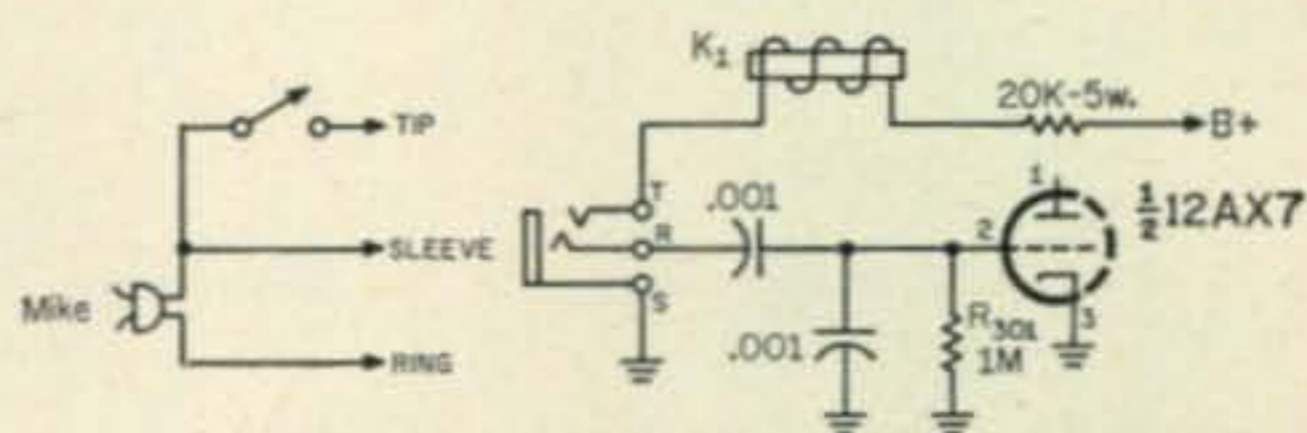 K1
20K-5w.
B+
TIP
T
.001
1
½12AX7
SLEEVE
R
2
Mike
S
.001
R301
1M
3
RING